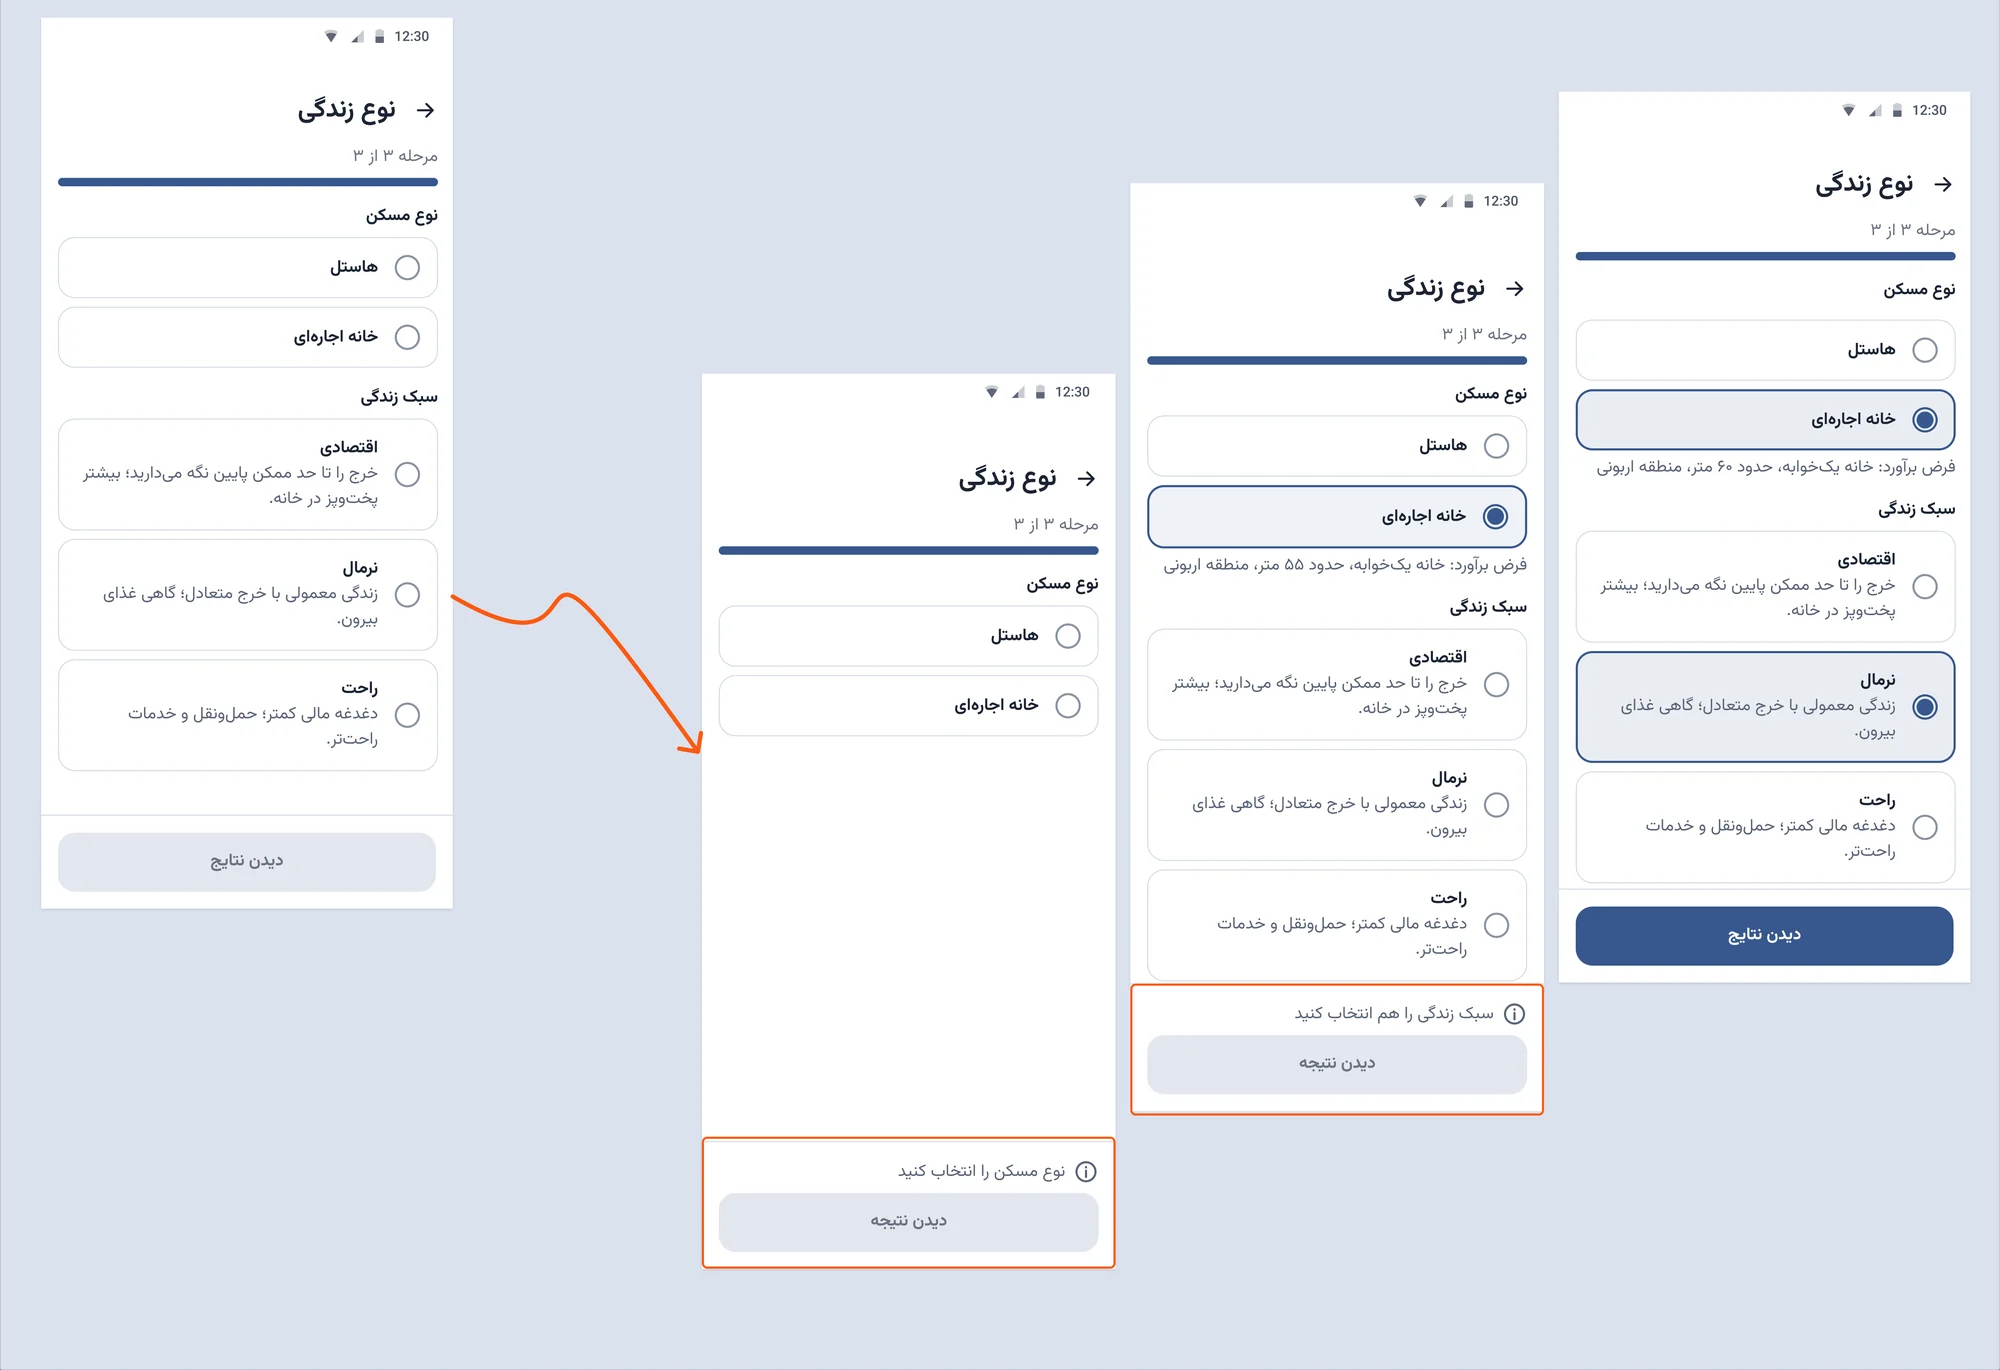 12:30
نوع زندگی
مرحله ۳ از ۳
نوع مسکن
هاستل
خانه اجاره‌ای
سبک زندگی
اقتصادی
خرج را تا حد ممکن پایین نگه می‌دارید؛ بیشتر
پخت‌وپز در خانه.
نرمال
زندگی معمولی با خرج متعادل؛ گاهی غذای
بیرون.
راحت
دغدغه مالی کمتر؛ حمل‌ونقل و خدمات
راحت‌تر.
دیدن نتایج
12:30
نوع زندگی
مرحله ۳ از ۳
نوع مسکن
هاستل
خانه اجاره‌ای
نوع مسکن را انتخاب کنید
دیدن نتیجه
12:30
نوع زندگی
مرحله ۳ از ۳
نوع مسکن
هاستل
خانه اجاره‌ای
فرض برآورد: خانه یک‌خوابه، حدود ۵۵ متر، منطقه اربونی
سبک زندگی
اقتصادی
خرج را تا حد ممکن پایین نگه می‌دارید؛ بیشتر
پخت‌وپز در خانه.
نرمال
زندگی معمولی با خرج متعادل؛ گاهی غذای
بیرون.
راحت
دغدغه مالی کمتر؛ حمل‌ونقل و خدمات
راحت‌تر.
سبک زندگی را هم انتخاب کنید
دیدن نتیجه
12:30
نوع زندگی
مرحله ۳ از ۳
نوع مسکن
هاستل
خانه اجاره‌ای
فرض برآورد: خانه یک‌خوابه، حدود ۶۰ متر، منطقه اربونی
سبک زندگی
اقتصادی
خرج را تا حد ممکن پایین نگه می‌دارید؛ بیشتر
پخت‌وپز در خانه.
نرمال
زندگی معمولی با خرج متعادل؛ گاهی غذای
بیرون.
راحت
دغدغه مالی کمتر؛ حمل‌ونقل و خدمات
راحت‌تر.
دیدن نتایج